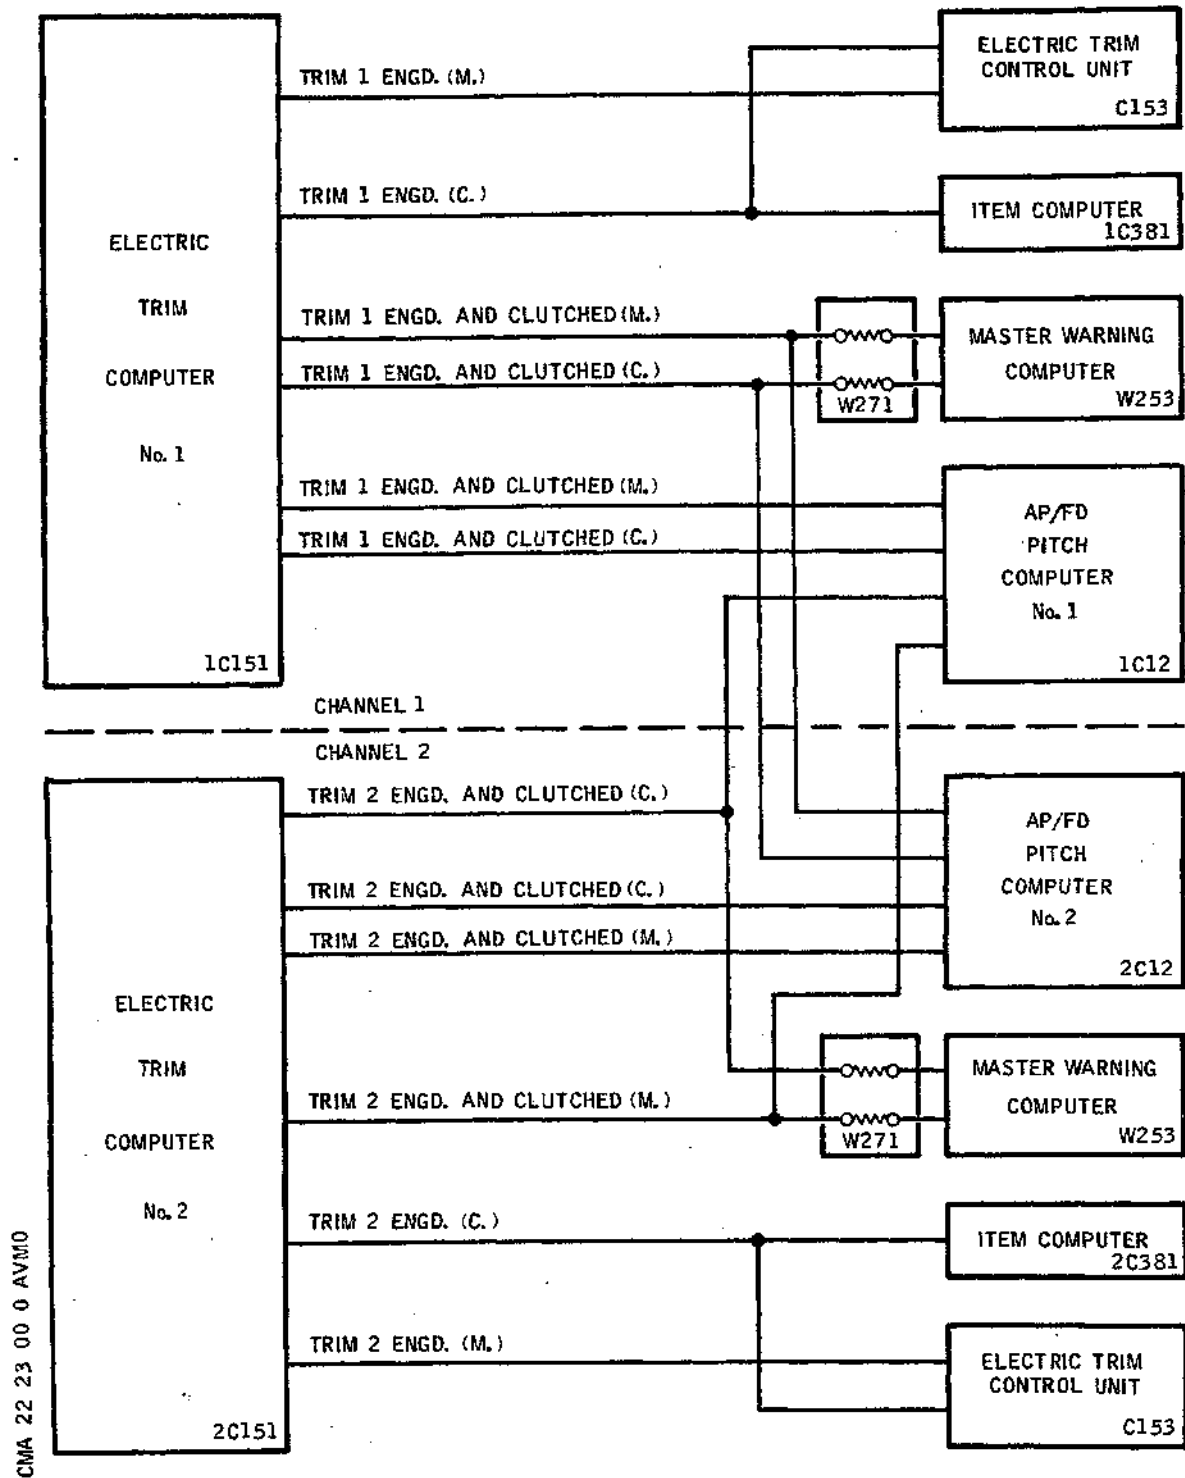 ELECTRIC TRIM
CONTROL UNIT
C153
TRIM 1 ENGD. (M.)
TRIM 1 ENGD. (C.)
ITEM COMPUTER
1C381
ELECTRIC
TRIM
COMPUTER
No. 1
1C151
TRIM 1 ENGD. AND CLUTCHED (M.)
TRIM 1 ENGD. AND CLUTCHED (C.)
W271
MASTER WARNING
COMPUTER
W253
TRIM 1 ENGD. AND CLUTCHED (M.)
TRIM 1 ENGD. AND CLUTCHED (C.)
AP/FD
PITCH
COMPUTER
No. 1
1C12
CHANNEL 1
CHANNEL 2
TRIM 2 ENGD. AND CLUTCHED (C.)
TRIM 2 ENGD. AND CLUTCHED (C.)
TRIM 2 ENGD. AND CLUTCHED (M.)
AP/FD
PITCH
COMPUTER
No. 2
2C12
ELECTRIC
TRIM
COMPUTER
No. 2
2C151
TRIM 2 ENGD. AND CLUTCHED (M.)
W271
MASTER WARNING
COMPUTER
W253
TRIM 2 ENGD. (C.)
ITEM COMPUTER
2C381
TRIM 2 ENGD. (M.)
ELECTRIC TRIM
CONTROL UNIT
C153
CMA 22 23 00 0 AVM0